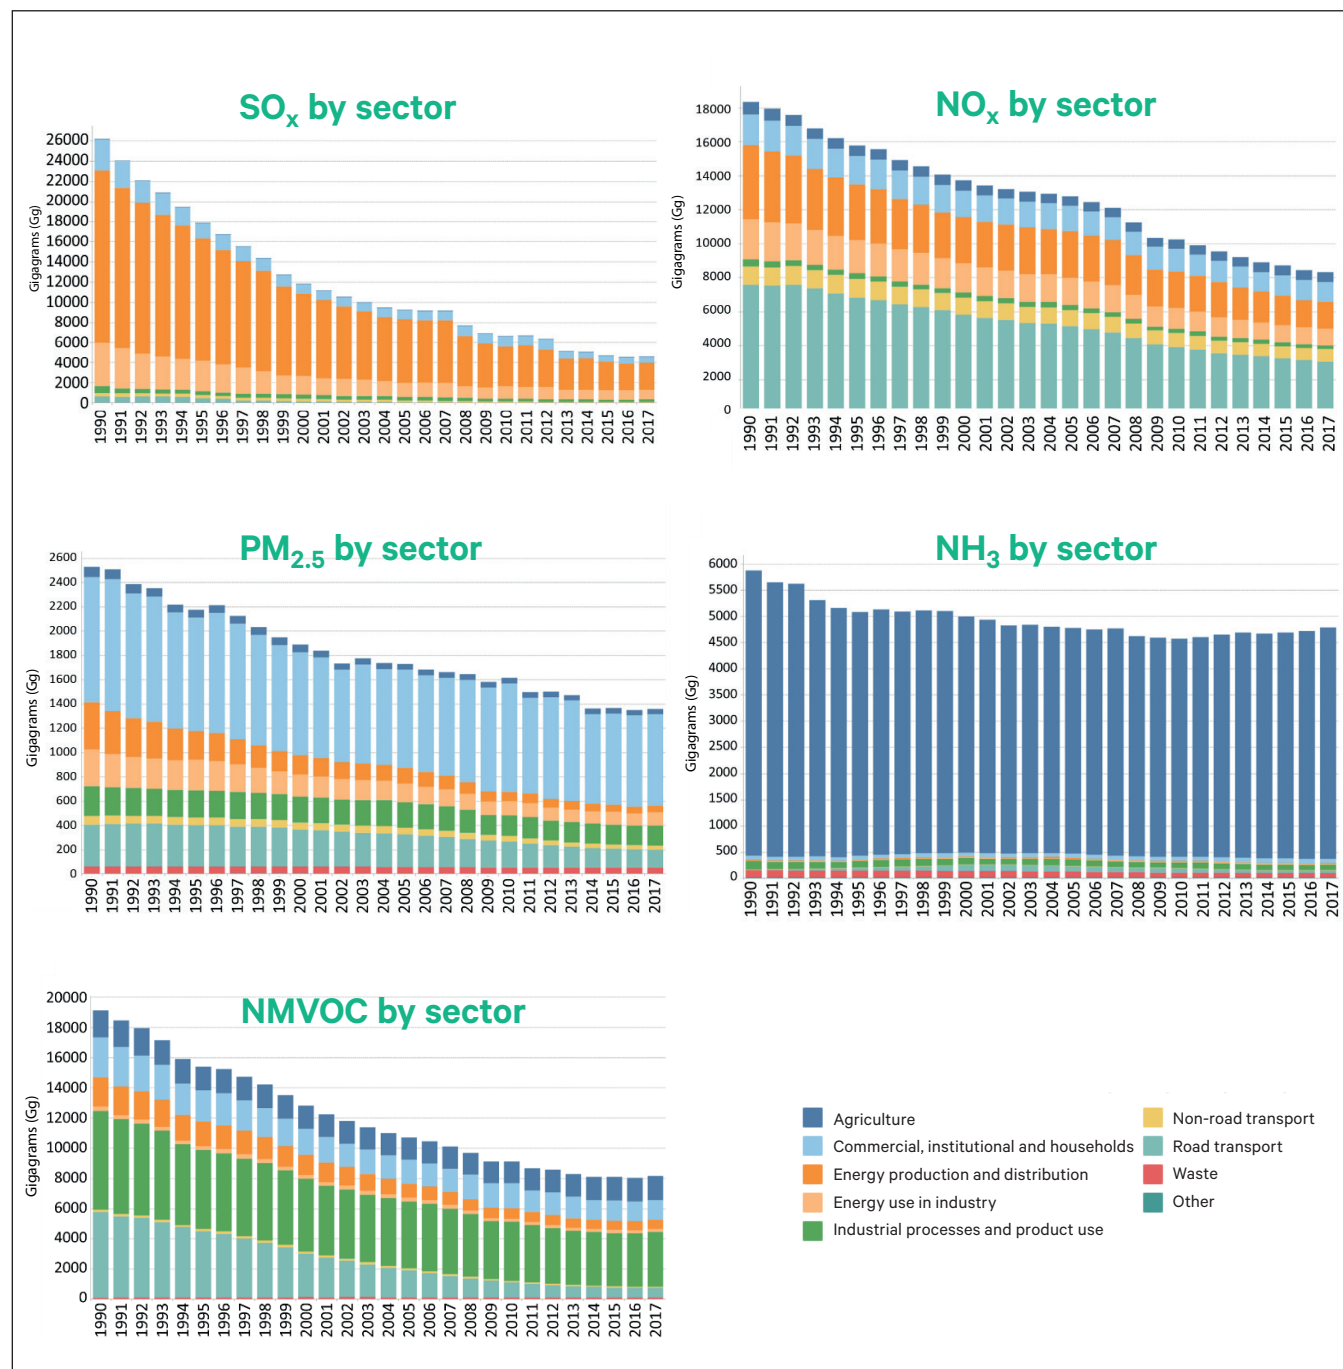 SOx by sector
Gigagrams (Gg)
26000
24000
22000
20000
18000
16000
14000
12000
10000
8000
6000
4000
2000
0
1990 1991 1992 1993 1994 1995 1996 1997 1998 1999 2000 2001 2002 2003 2004 2005 2006 2007 2008 2009 2010 2011 2012 2013 2014 2015 2016 2017
NOx by sector
Gigagrams (Gg)
18000
16000
14000
12000
10000
8000
6000
4000
2000
0
1990 1991 1992 1993 1994 1995 1996 1997 1998 1999 2000 2001 2002 2003 2004 2005 2006 2007 2008 2009 2010 2011 2012 2013 2014 2015 2016 2017
PM2.5 by sector
Gigagrams (Gg)
2600
2400
2200
2000
1800
1600
1400
1200
1000
800
600
400
200
0
1990 1991 1992 1993 1994 1995 1996 1997 1998 1999 2000 2001 2002 2003 2004 2005 2006 2007 2008 2009 2010 2011 2012 2013 2014 2015 2016 2017
NH3 by sector
Gigagrams (Gg)
6000
5500
5000
4500
4000
3500
3000
2500
2000
1500
1000
500
0
1990 1991 1992 1993 1994 1995 1996 1997 1998 1999 2000 2001 2002 2003 2004 2005 2006 2007 2008 2009 2010 2011 2012 2013 2014 2015 2016 2017
NMVOC by sector
Gigagrams (Gg)
20000
18000
16000
14000
12000
10000
8000
6000
4000
2000
0
1990 1991 1992 1993 1994 1995 1996 1997 1998 1999 2000 2001 2002 2003 2004 2005 2006 2007 2008 2009 2010 2011 2012 2013 2014 2015 2016 2017
Agriculture
Commercial, institutional and households
Energy production and distribution
Energy use in industry
Industrial processes and product use
Non-road transport
Road transport
Waste
Other